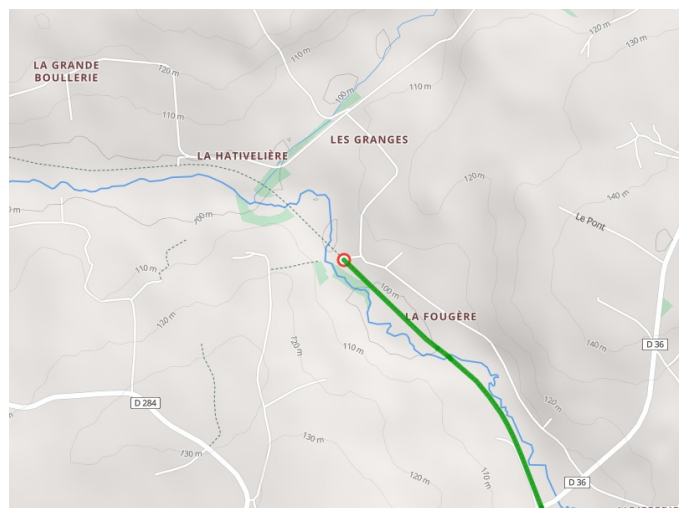 120 m
130 m
110 m
LA GRANDE
BOULLERIE
120 m
110 m
100 m
110 m
LES GRANGES
LA HATIVELIÈRE
120 m
140 m
100 m
Le Pont
110 m
100 m
LA FOUGÈRE
120 m
120 m
110 m
140 m
D 36
D 284
120 m
130 m
130 m
120 m
110 m
D 36